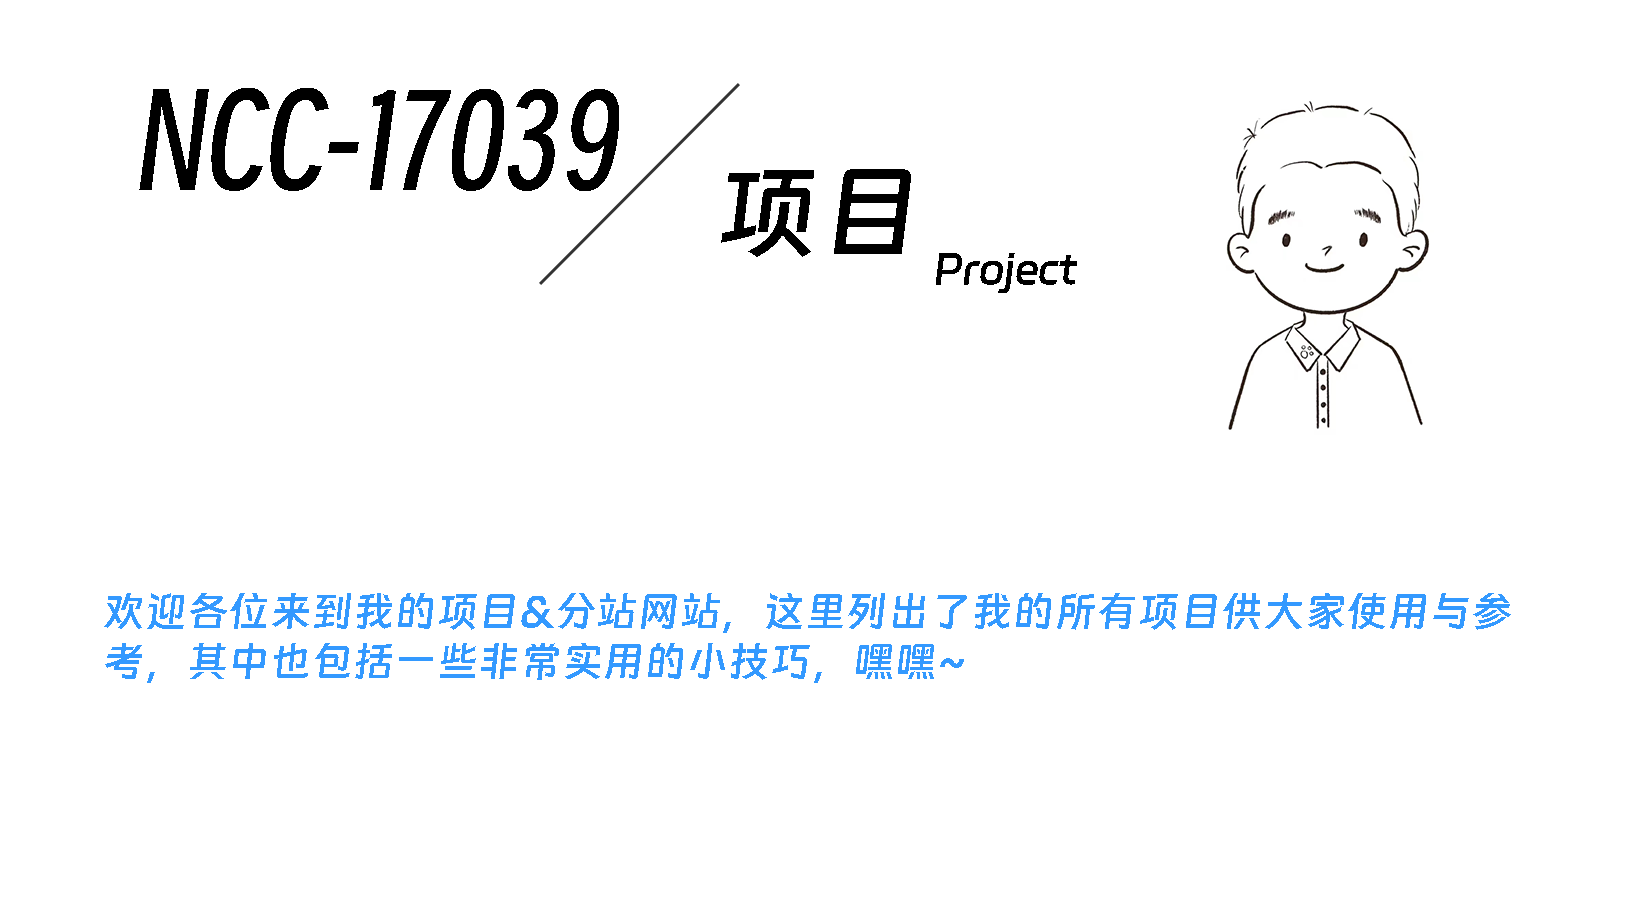 NCC-17039
项目
Project
欢迎各位来到我的项目&分站网站，这里列出了我的所有项目供大家使用与参
考，其中也包括一些非常实用的小技巧，嘿嘿~